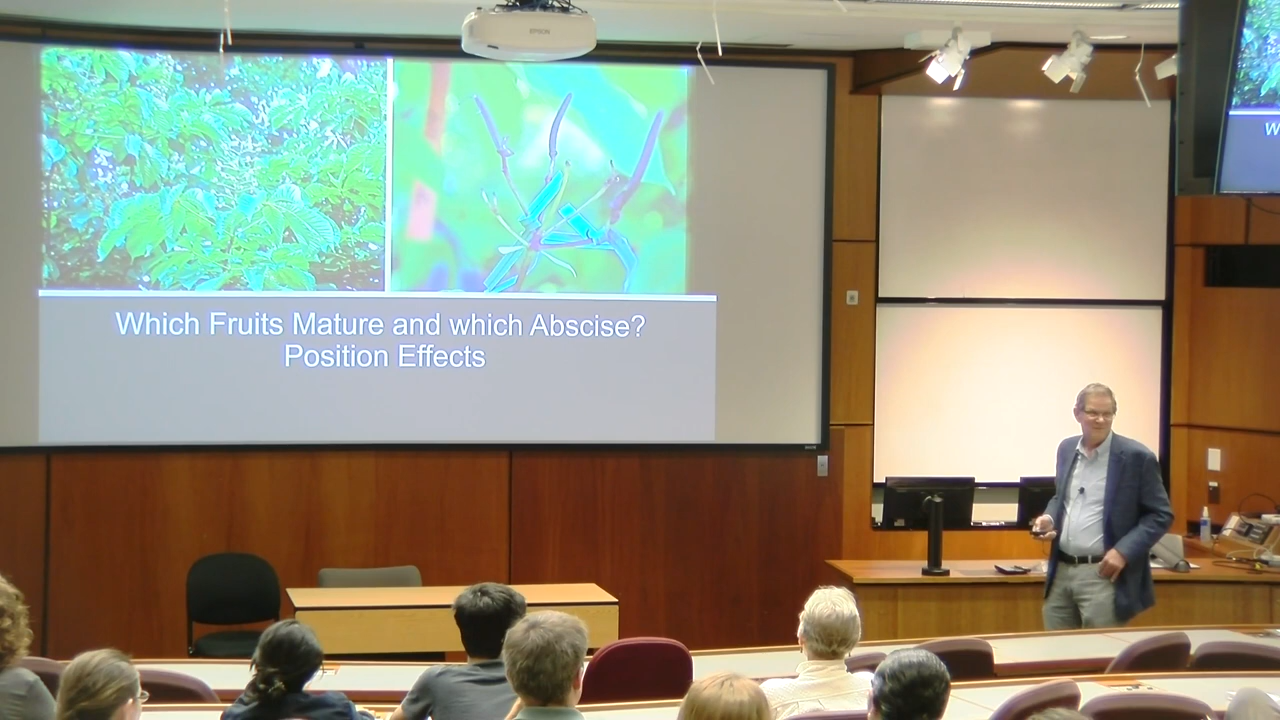 EPSON
Which Fruits Mature and which Abscise?
Position Effects
W